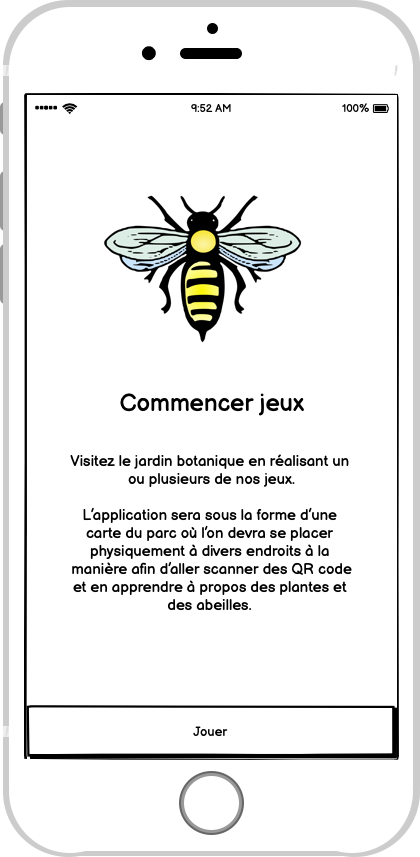 9:52 AM 100%
Commencer jeux
Visitez le jardin botanique en réalisant un
ou plusieurs de nos jeux.
L'application sera sous la forme d'une
carte du parc où l'on devra se placer
physiquement à divers endroits à la
manière afin d'aller scanner des QR code
et en apprendre à propos des plantes et
des abeilles.
Jouer